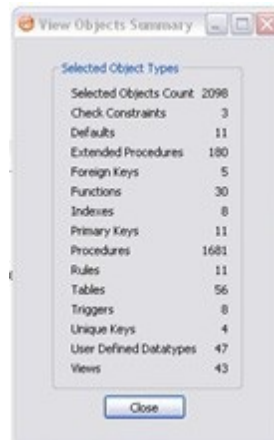 View Objects Summary
Selected Object Types
Selected Objects Count 2098
Check Constraints 3
Defaults 11
Extended Procedures 180
Foreign Keys 5
Functions 30
Indexes 8
Primary Keys 11
Procedures 1681
Rules 11
Tables 56
Triggers 8
Unique Keys 4
User Defined Datatypes 47
Views 43
Close